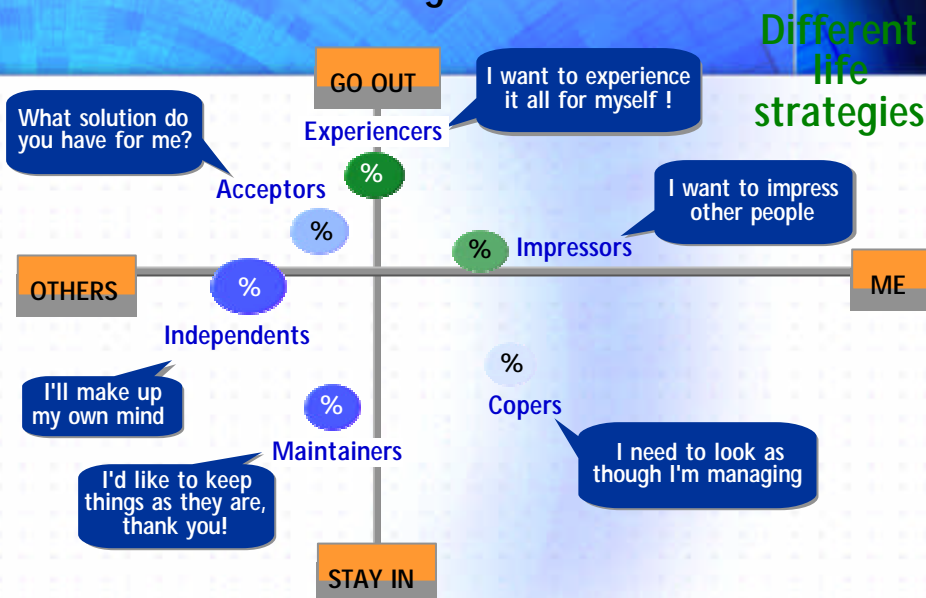 Different
life
strategies
GO OUT
I want to experience
it all for myself !
What solution do
you have for me?
Experiencers
%
Acceptors
I want to impress
other people
%
% Impressors
OTHERS
%
ME
Independents
%
I'll make up
my own mind
%
Copers
Maintainers
I need to look as
though I'm managing
I'd like to keep
things as they are,
thank you!
STAY IN